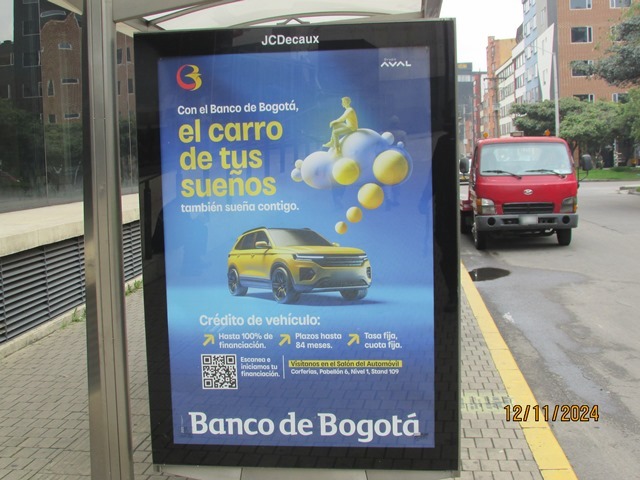 JCDecaux
Grupo
AVAL
Con el Banco de Bogotá,
el carro
de tus
sueños
también sueña contigo.
Crédito de vehículo:
Hasta 100% de
financiación.
Plazos hasta
84 meses.
Tasa fija,
cuota fija.
Escanea e
iniciamos tu
financiación.
Visítanos en el Salón del Automóvil
Corferias, Pabellón 6, Nivel 1, Stand 109
Banco de Bogotá
12/11/2024